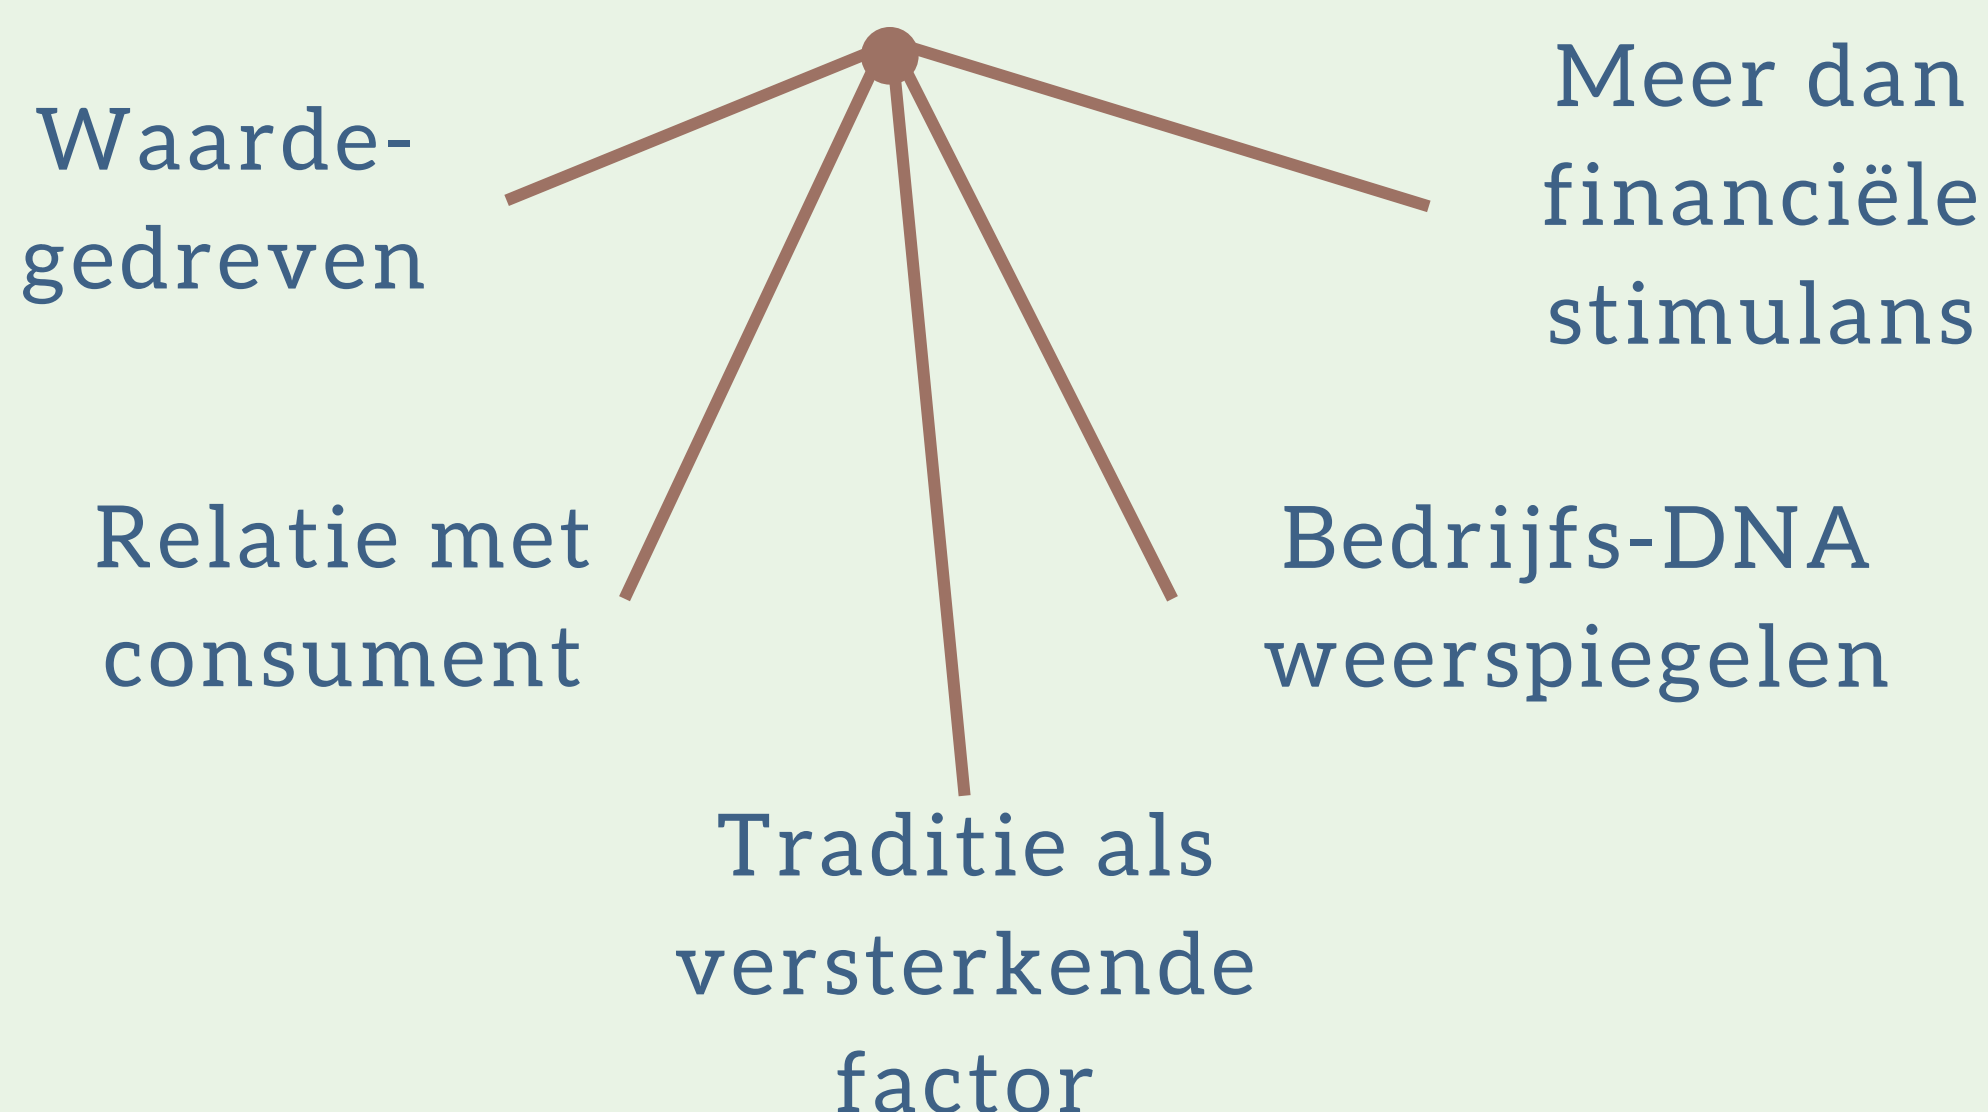 Waarde-
gedreven
Meer dan
financiële
stimulans
Relatie met
consument
Bedrijfs-DNA
weerspiegelen
Traditie als
versterkende
factor